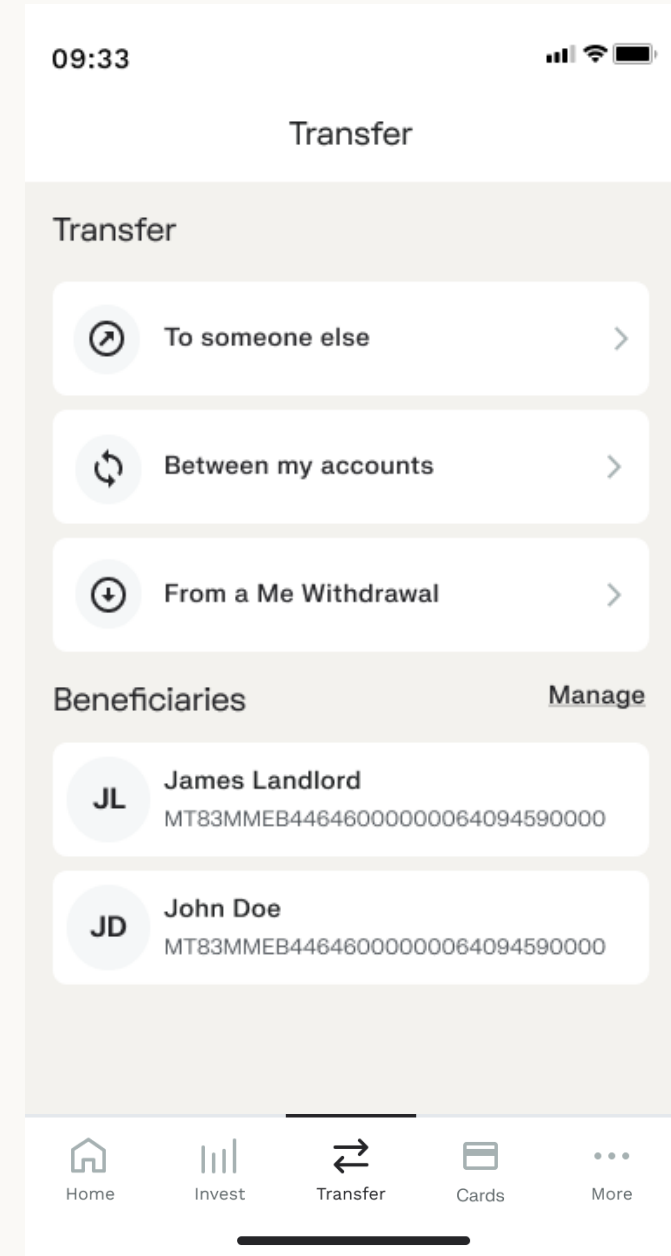 09:33
Transfer
Transfer
To someone else
Between my accounts
From a Me Withdrawal
Beneficiaries
Manage
JL
James Landlord
MT83MMEB44646000000064094590000
JD
John Doe
MT83MMEB44646000000064094590000
Home
Invest
Transfer
Cards
More